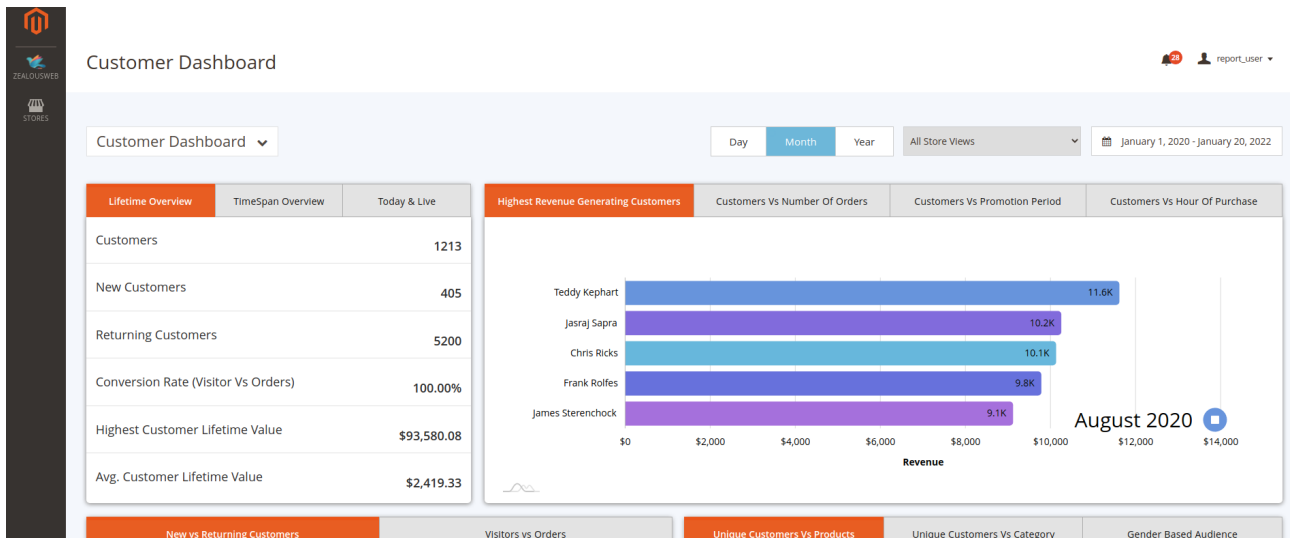 ZEALOUSWEB
STORES
Customer Dashboard
28
report_user
Customer Dashboard
Day Month Year
All Store Views
January 1, 2020 - January 20, 2022
Lifetime Overview TimeSpan Overview Today & Live
Customers 1213
New Customers 405
Returning Customers 5200
Conversion Rate (Visitor Vs Orders) 100.00%
Highest Customer Lifetime Value $93,580.08
Avg. Customer Lifetime Value $2,419.33
Highest Revenue Generating Customers Customers Vs Number Of Orders Customers Vs Promotion Period Customers Vs Hour Of Purchase
Teddy Kephart 11.6K
Jasraj Sapra 10.2K
Chris Ricks 10.1K
Frank Rolfes 9.8K
James Sterenchock 9.1K
August 2020
$0 $2,000 $4,000 $6,000 $8,000 $10,000 $12,000 $14,000
Revenue
New vs Returning Customers Visitors vs Orders
Unique Customers Vs Products Unique Customers Vs Category Gender Based Audience